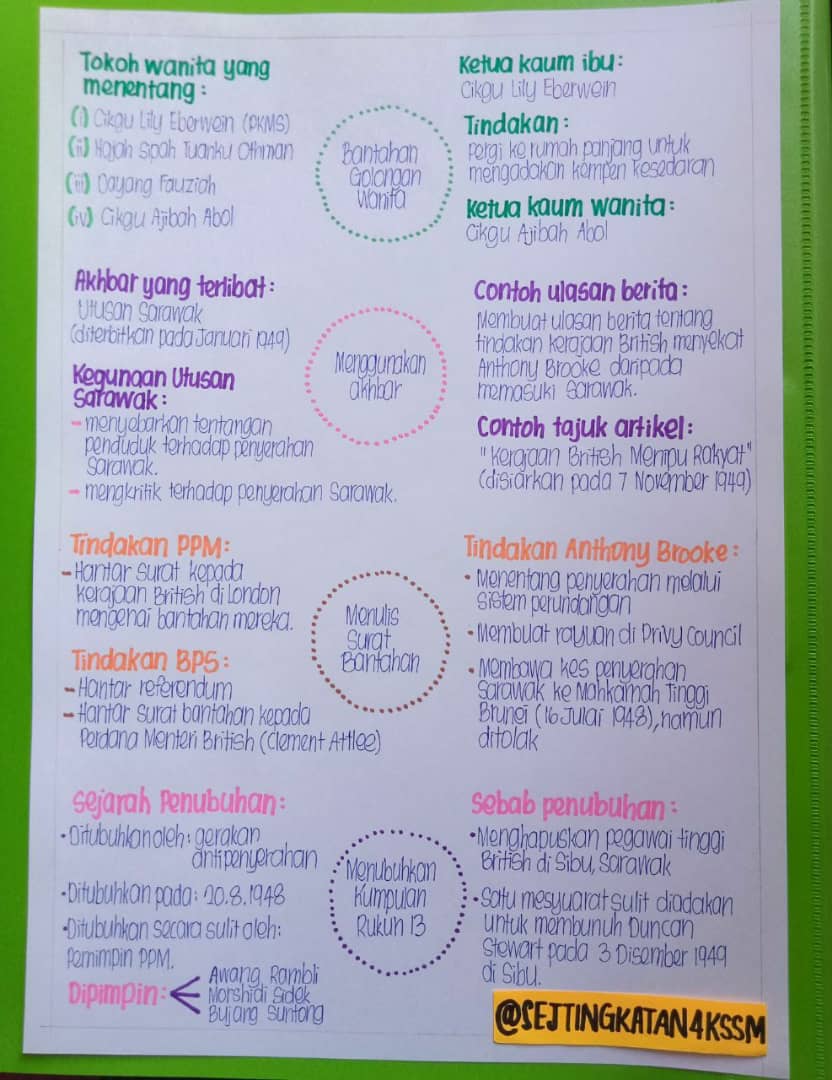 Tokoh wanita yang
menentang :
(i) Cikgu Lily Eberwein (PKMS)
(ii) Hajah Spah Tuanku Othman
(iii) Dayang Fauziah
(iv) Cikgu Ajibah Abol
Bantahan
Golongan
Wanita
Ketua kaum ibu :
Cikgu Lily Eberwein
Tindakan :
Pergi ke rumah panjang untuk
mengadakan kempen kesedaran
Ketua kaum wanita :
Cikgu Ajibah Abol
Akhbar yang terlibat :
Utusan Sarawak
(diterbitkan pada Januari 1949)
Kegunaan Utusan
Sarawak :
- menyebarkan tentangan
penduduk terhadap penyerahan
Sarawak.
- mengkritik terhadap penyerahan Sarawak.
Menggunakan
akhbar
Contoh ulasan berita :
Membuat ulasan berita tentang
tindakan kerajaan British menyekat
Anthony Brooke daripada
memasuki Sarawak.
Contoh tajuk artikel :
"Kerajaan British Menipu Rakyat"
(disiarkan pada 7 November 1949)
Tindakan PPM :
- Hantar surat kepada
kerajaan British di London
mengenai bantahan mereka.
Tindakan BPS :
- Hantar referendum
- Hantar surat bantahan kepada
Perdana Menteri British (Clement Attlee)
Menulis
Surat
Bantahan
Tindakan Anthony Brooke :
• Menentang penyerahan melalui
sistem perundangan
• Membuat rayuan di Privy Council
• Membawa kes penyerahan
Sarawak ke Mahkamah Tinggi
Brunei (16 Julai 1948), namun
ditolak
Sejarah Penubuhan :
• Ditubuhkan oleh : gerakan
antipenyerahan
• Ditubuhkan pada : 20.8.1948
• Ditubuhkan secara sulit oleh :
Pemimpin PPM.
Dipimpin :
Awang Rambli
Morshidi Sidek
Bujang Suntong
Menubuhkan
Kumpulan
Rukun 13
Sebab penubuhan :
• Menghapuskan pegawai tinggi
British di Sibu, Sarawak
• Satu mesyuarat sulit diadakan
untuk membunuh Duncan
Stewart pada 3 Disember 1949
di Sibu.
@SEJTINGKATAN4KSSM